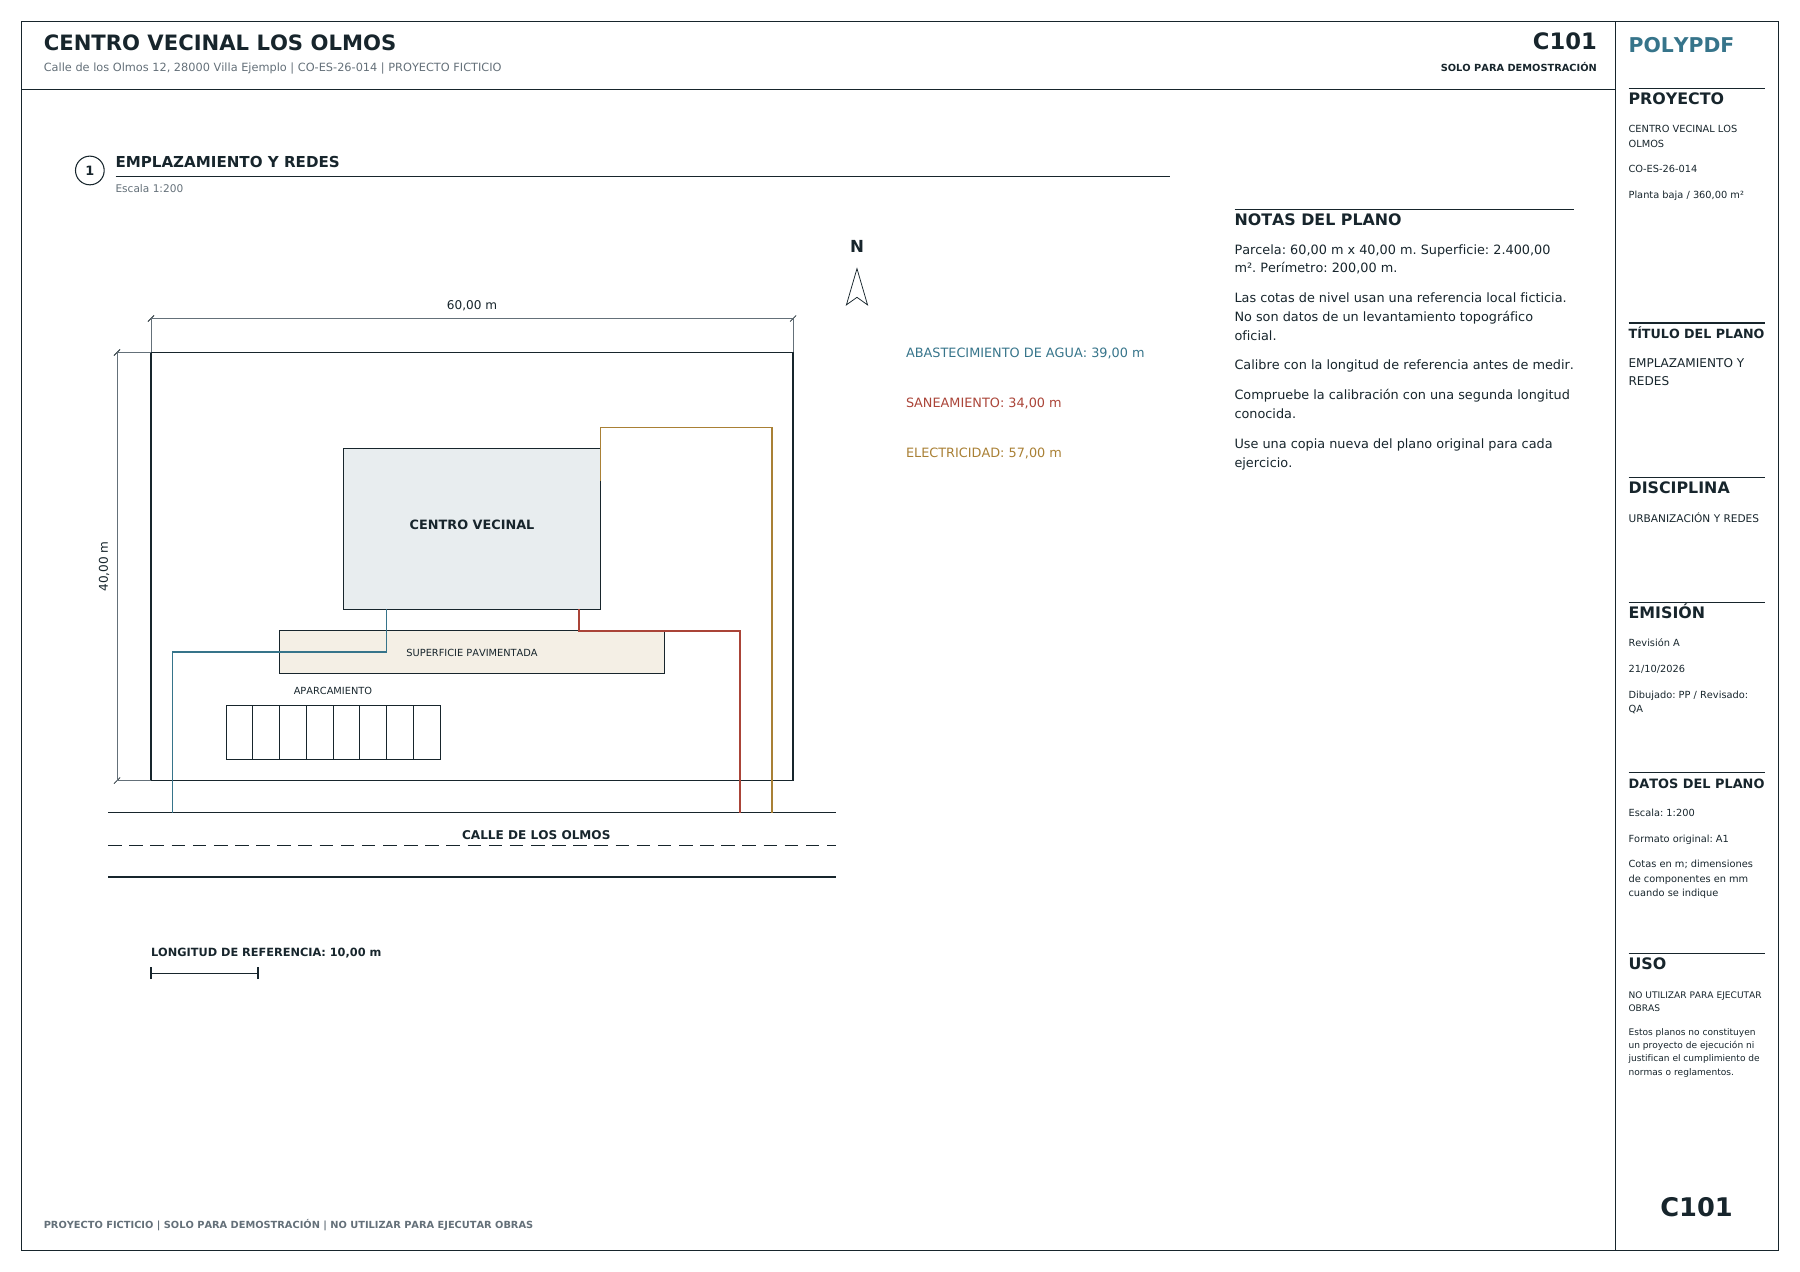 CENTRO VECINAL LOS OLMOS
Calle de los Olmos 12, 28000 Villa Ejemplo | CO-ES-26-014 | PROYECTO FICTICIO
C101
SOLO PARA DEMOSTRACIÓN
1
EMPLAZAMIENTO Y REDES
Escala 1:200
N
60,00 m
40,00 m
ABASTECIMIENTO DE AGUA: 39,00 m
SANEAMIENTO: 34,00 m
ELECTRICIDAD: 57,00 m
CENTRO VECINAL
SUPERFICIE PAVIMENTADA
APARCAMIENTO
CALLE DE LOS OLMOS
LONGITUD DE REFERENCIA: 10,00 m
NOTAS DEL PLANO
Parcela: 60,00 m x 40,00 m. Superficie: 2.400,00
m². Perímetro: 200,00 m.
Las cotas de nivel usan una referencia local ficticia.
No son datos de un levantamiento topográfico
oficial.
Calibre con la longitud de referencia antes de medir.
Compruebe la calibración con una segunda longitud
conocida.
Use una copia nueva del plano original para cada
ejercicio.
POLYPDF
PROYECTO
CENTRO VECINAL LOS
OLMOS
CO-ES-26-014
Planta baja / 360,00 m²
TÍTULO DEL PLANO
EMPLAZAMIENTO Y
REDES
DISCIPLINA
URBANIZACIÓN Y REDES
EMISIÓN
Revisión A
21/10/2026
Dibujado: PP / Revisado:
QA
DATOS DEL PLANO
Escala: 1:200
Formato original: A1
Cotas en m; dimensiones
de componentes en mm
cuando se indique
USO
NO UTILIZAR PARA EJECUTAR
OBRAS
Estos planos no constituyen
un proyecto de ejecución ni
justifican el cumplimiento de
normas o reglamentos.
C101
PROYECTO FICTICIO | SOLO PARA DEMOSTRACIÓN | NO UTILIZAR PARA EJECUTAR OBRAS